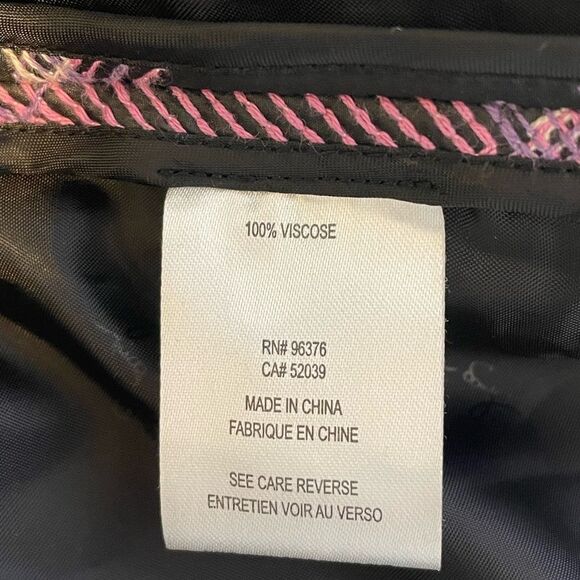 100% VISCOSE
RN# 96376
CA# 52039
MADE IN CHINA
FABRIQUE EN CHINE
SEE CARE REVERSE
ENTRETIEN VOIR AU VERSO